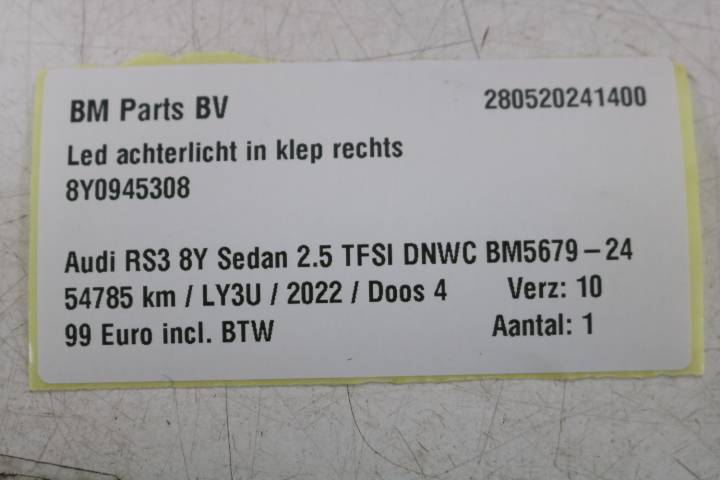 BM Parts BV 280520241400
Led achterlicht in klep rechts
8Y0945308
Audi RS3 8Y Sedan 2.5 TFSI DNWC BM5679-24
54785 km / LY3U / 2022 / Doos 4 Verz: 10
99 Euro incl. BTW Aantal: 1